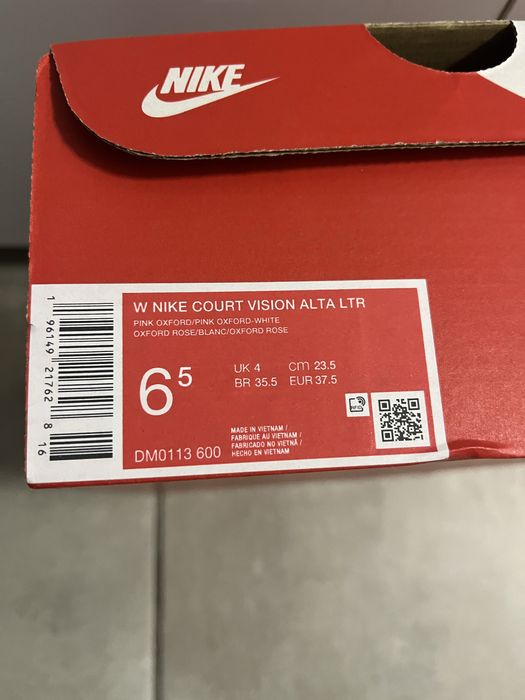 NIKE
W NIKE COURT VISION ALTA LTR
PINK OXFORD/PINK OXFORD-WHITE
OXFORD ROSE/BLANC/OXFORD ROSE
6 5
UK 4 cm 23.5
BR 35.5 EUR 37.5
MADE IN VIETNAM /
FABRIQUE AU VIETNAM /
FABRICADO NO VIETNÃ /
HECHO EN VIETNAM
DM0113 600
1 96149 21762 8 16